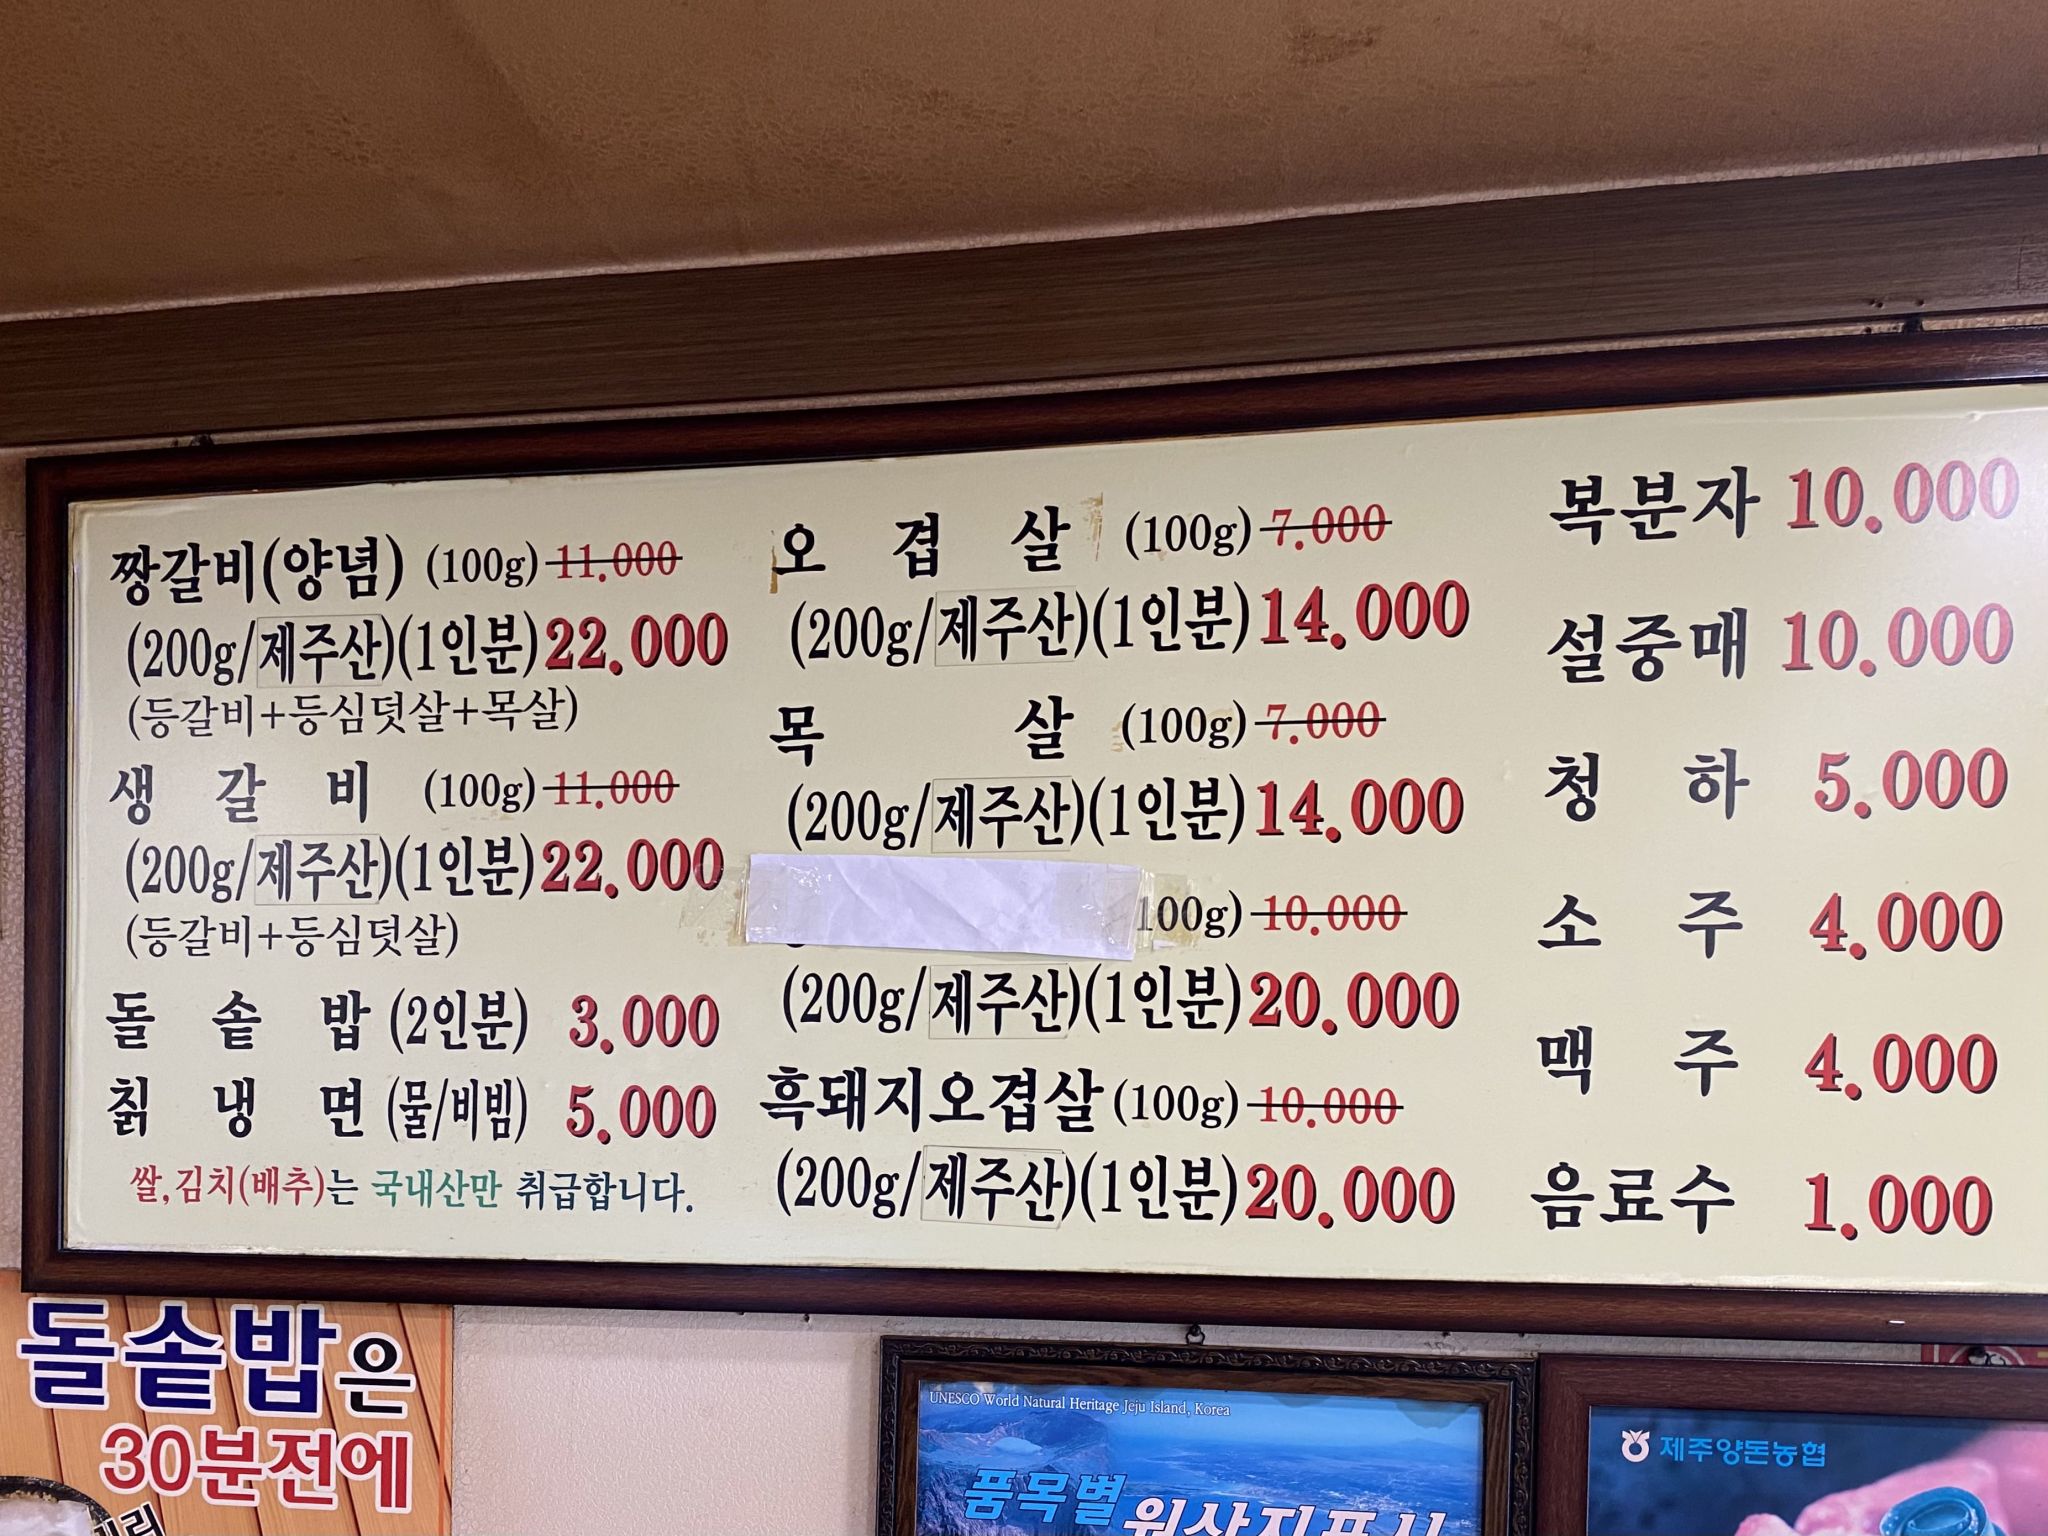 짱갈비(양념) (100g) 11.000
(200g/제주산)(1인분) 22.000
(등갈비+등심덧살+목살)
생갈비 (100g) 11.000
(200g/제주산)(1인분) 22.000
(등갈비+등심덧살)
돌솥밥 (2인분) 3.000
칡냉면 (물/비빔) 5.000
쌀,김치(배추)는 국내산만 취급합니다.
오겹살 (100g) 7.000
(200g/제주산)(1인분) 14.000
목살 (100g) 7.000
(200g/제주산)(1인분) 14.000
100g) 10.000
(200g/제주산)(1인분) 20.000
흑돼지오겹살 (100g) 10.000
(200g/제주산)(1인분) 20.000
복분자 10.000
설중매 10.000
청하 5.000
소주 4.000
맥주 4.000
음료수 1.000
돌솥밥은
30분전에
UNESCO World Natural Heritage Jeju Island, Korea
품목별
원산지표시
제주양돈농협